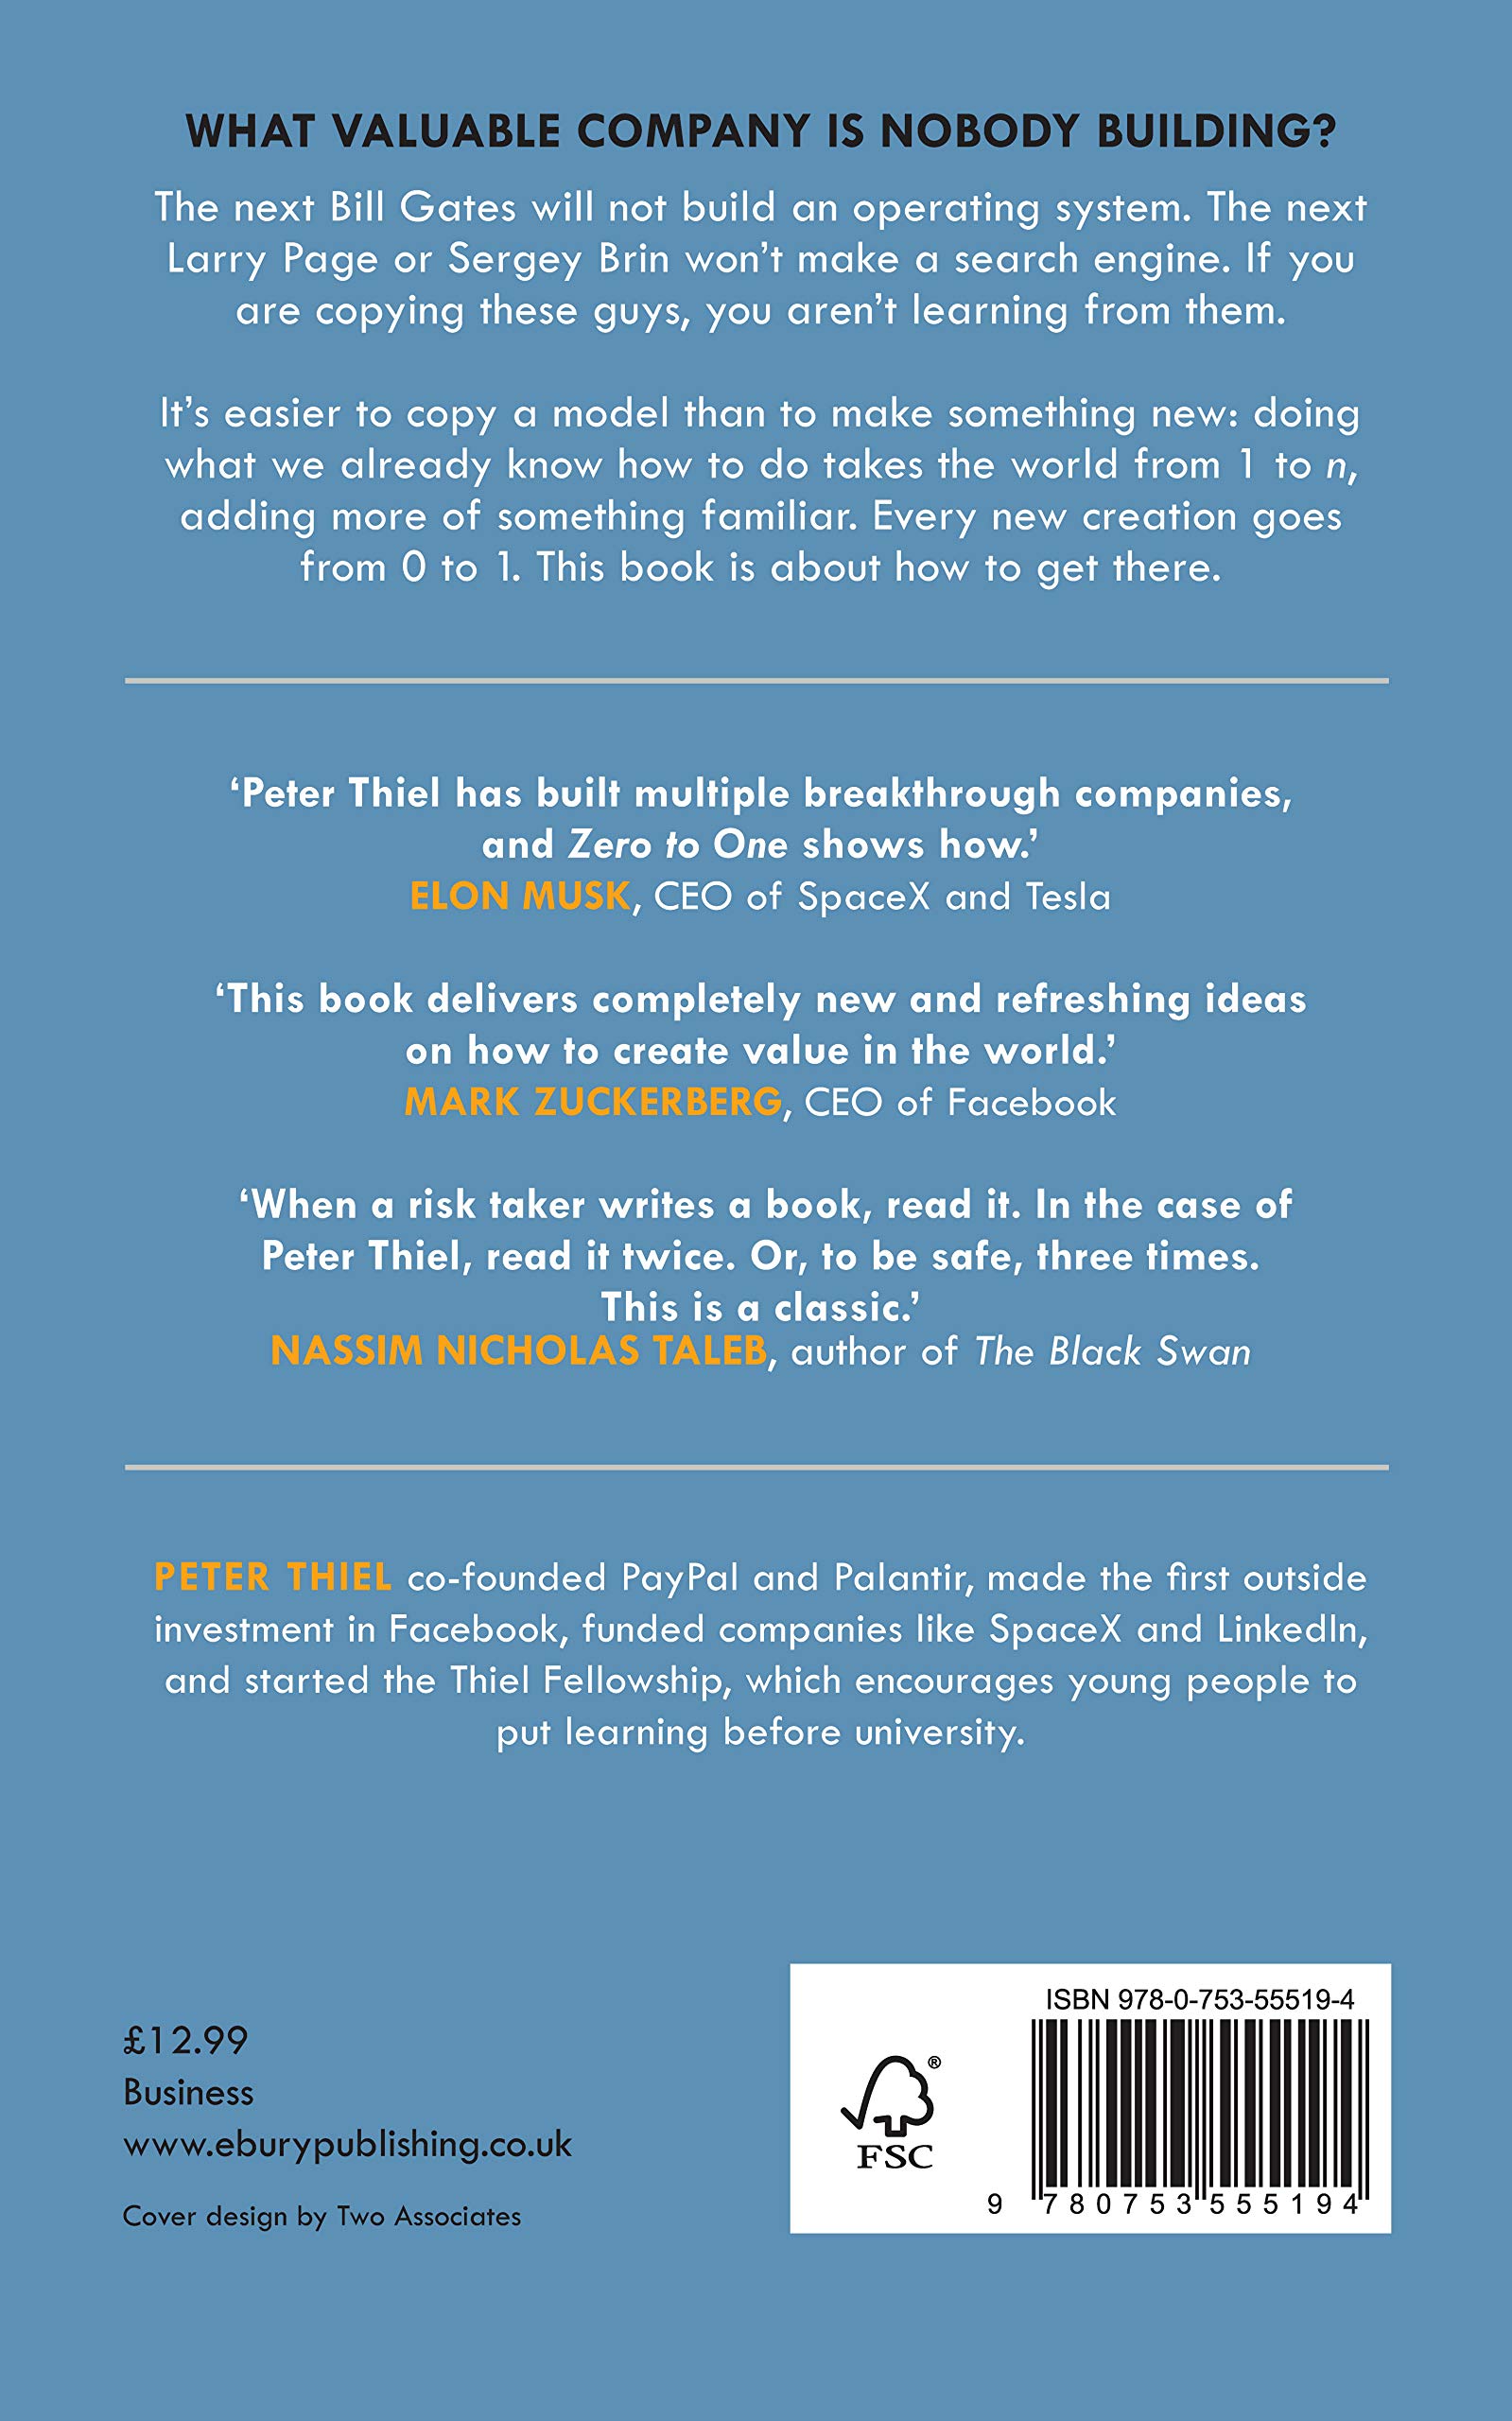 WHAT VALUABLE COMPANY IS NOBODY BUILDING?
The next Bill Gates will not build an operating system. The next
Larry Page or Sergey Brin won’t make a search engine. If you
are copying these guys, you aren’t learning from them.
It’s easier to copy a model than to make something new: doing
what we already know how to do takes the world from 1 to n,
adding more of something familiar. Every new creation goes
from 0 to 1. This book is about how to get there.
‘Peter Thiel has built multiple breakthrough companies,
and Zero to One shows how.’
ELON MUSK, CEO of SpaceX and Tesla
‘This book delivers completely new and refreshing ideas
on how to create value in the world.’
MARK ZUCKERBERG, CEO of Facebook
‘When a risk taker writes a book, read it. In the case of
Peter Thiel, read it twice. Or, to be safe, three times.
This is a classic.’
NASSIM NICHOLAS TALEB, author of The Black Swan
PETER THIEL co-founded PayPal and Palantir, made the first outside
investment in Facebook, funded companies like SpaceX and LinkedIn,
and started the Thiel Fellowship, which encourages young people to
put learning before university.
£12.99
Business
www.eburypublishing.co.uk
Cover design by Two Associates
®
FSC
ISBN 978-0-753-55519-4
9 780753 555194